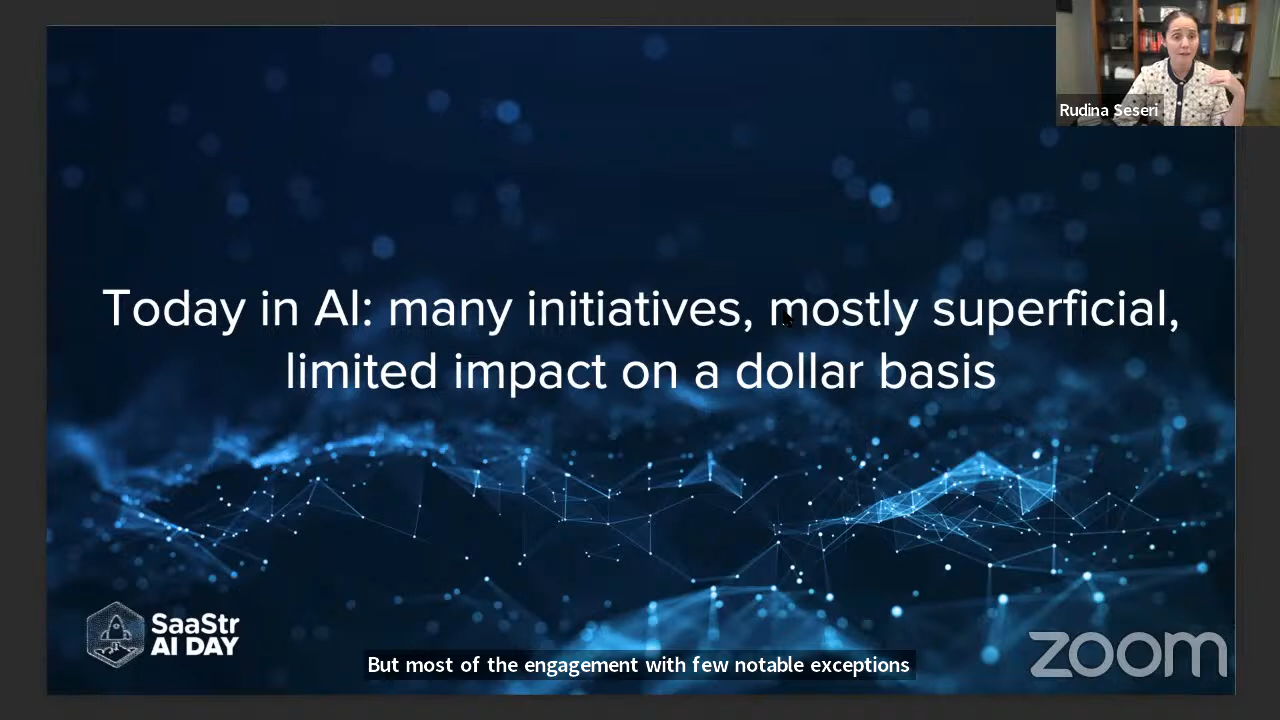 Rudina Seseri
Today in AI: many initiatives, mostly superficial,
limited impact on a dollar basis
SaaStr
AI DAY
But most of the engagement with few notable exceptions
zoom